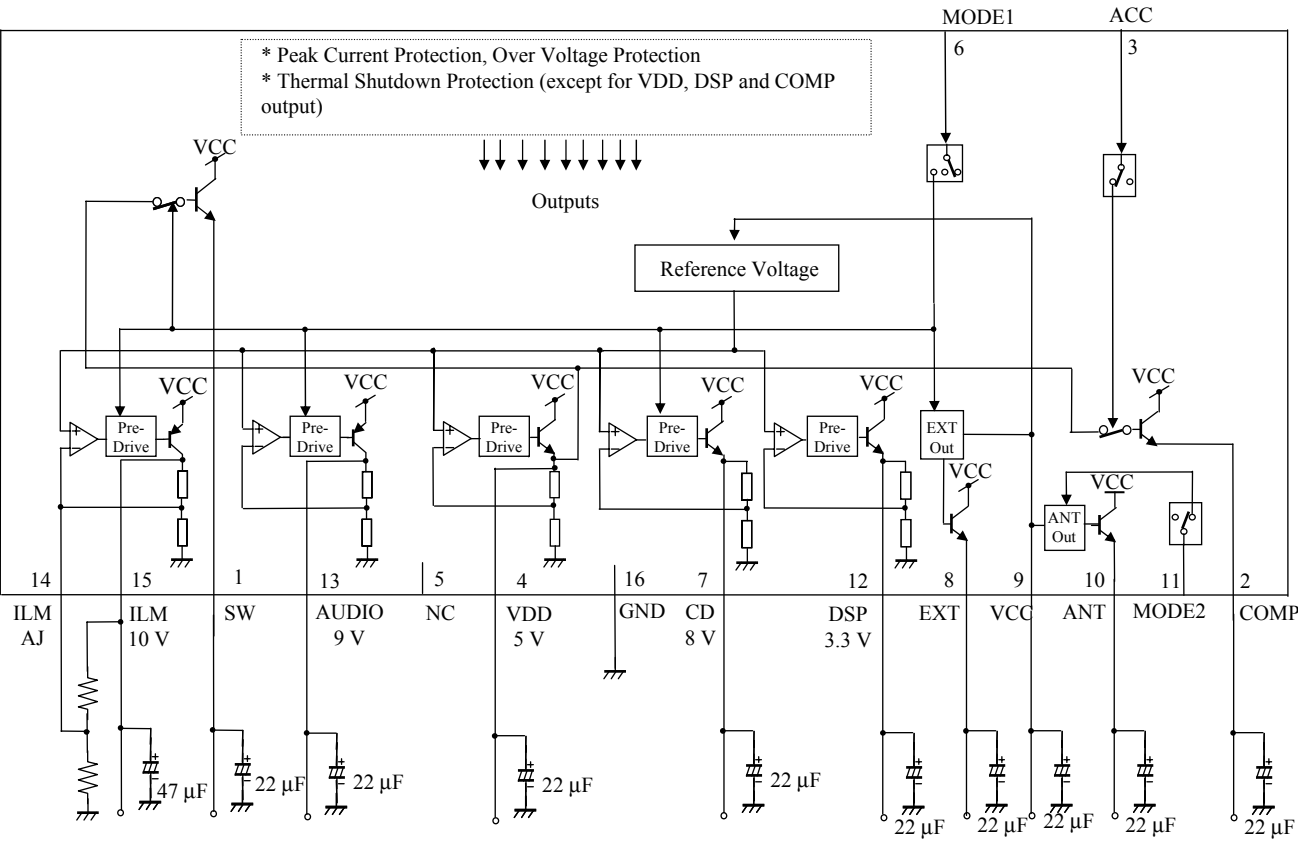 MODE1 ACC
6 3
* Peak Current Protection, Over Voltage Protection
* Thermal Shutdown Protection (except for VDD, DSP and COMP
output)
VCC
Outputs
Reference Voltage
VCC VCC VCC VCC VCC VCC
Pre-
Drive
Pre-
Drive
Pre-
Drive
Pre-
Drive
Pre-
Drive
EXT
Out
VCC VCC
ANT
Out
14 15 1 13 5 4 16 7 12 8 9 10 11 2
ILM
AJ
ILM
10 V
SW
AUDIO
9 V
NC
VDD
5 V
GND
CD
8 V
DSP
3.3 V
EXT
VCC
ANT
MODE2
COMP
47 µF 22 µF 22 µF 22 µF 22 µF 22 µF 22 µF 22 µF 22 µF 22 µF